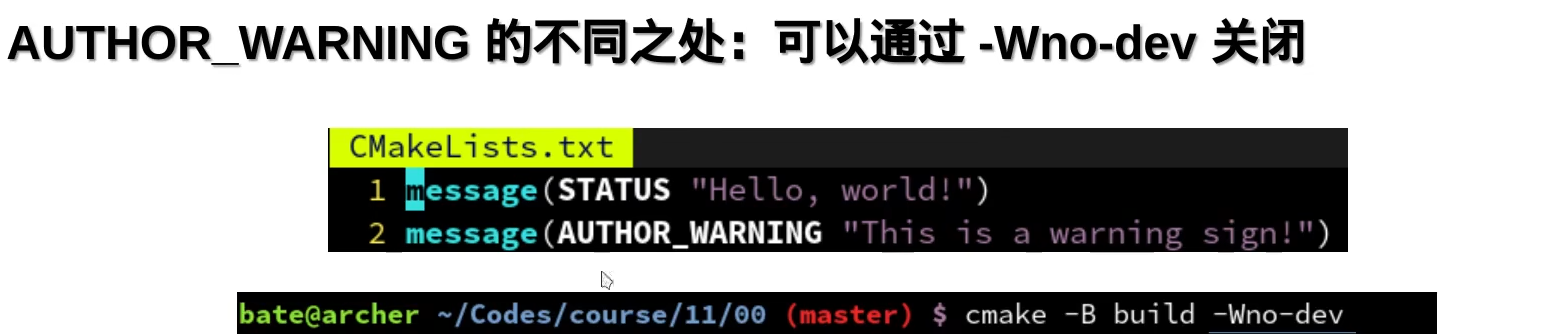 AUTHOR_WARNING 的不同之处：可以通过 -Wno-dev 关闭
CMakeLists.txt
1 message(STATUS "Hello, world!")
2 message(AUTHOR_WARNING "This is a warning sign!")
bate@archer ~/Codes/course/11/00 (master) $ cmake -B build -Wno-dev